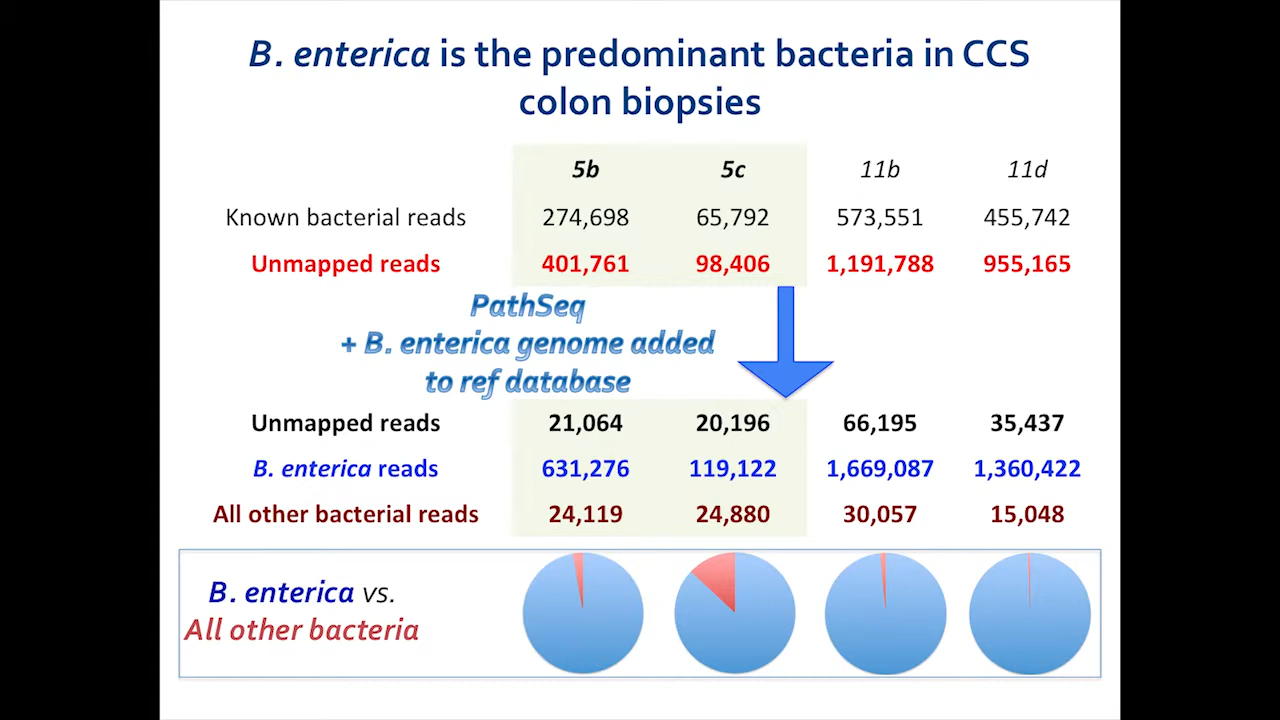 B. enterica is the predominant bacteria in CCS
colon biopsies
5b 5c 11b 11d
Known bacterial reads 274,698 65,792 573,551 455,742
Unmapped reads 401,761 98,406 1,191,788 955,165
PathSeq
+ B. enterica genome added
to ref database
Unmapped reads 21,064 20,196 66,195 35,437
B. enterica reads 631,276 119,122 1,669,087 1,360,422
All other bacterial reads 24,119 24,880 30,057 15,048
B. enterica vs.
All other bacteria